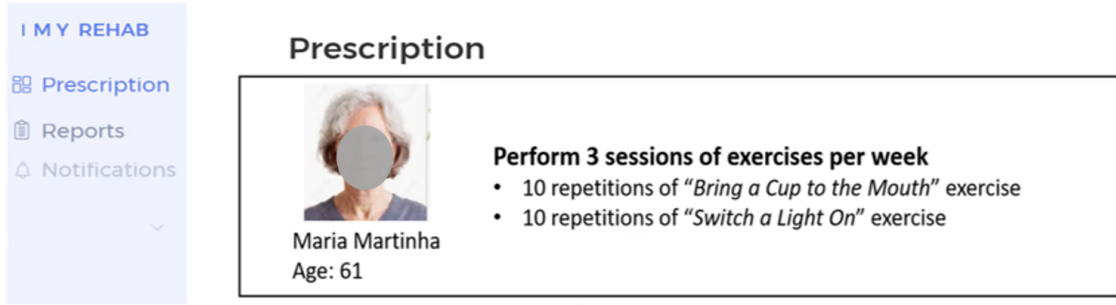 I MY REHAB
Prescription
Reports
Notifications
Prescription
Maria Martinha
Age: 61
Perform 3 sessions of exercises per week
• 10 repetitions of “Bring a Cup to the Mouth” exercise
• 10 repetitions of “Switch a Light On” exercise